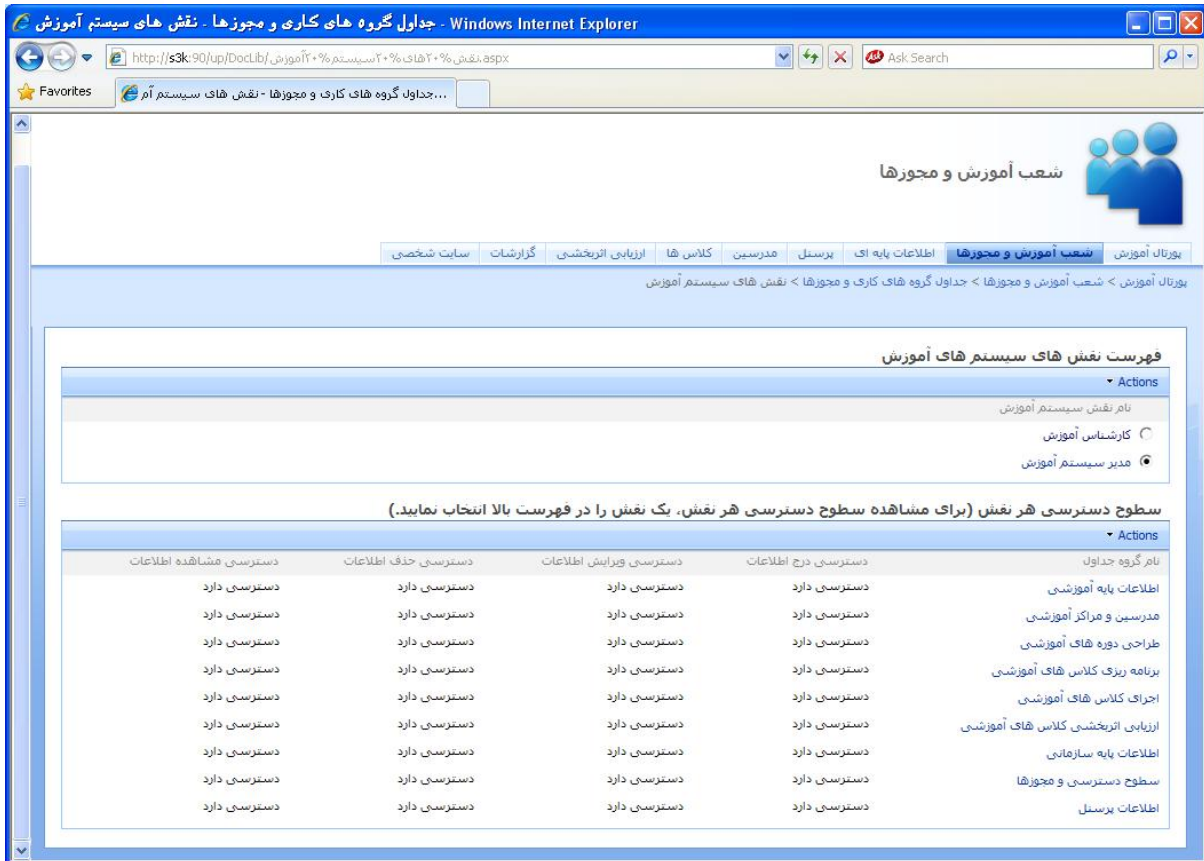 جداول گروه های کاری و مجوزها - نقش های سیستم آموزش - Windows Internet Explorer
http://s3k:90/up/DocLib/نقش%۲۰های%۲۰سیستم%۲۰آموزش.aspx
Ask Search
Favorites
جداول گروه های کاری و مجوزها - نقش های سیستم آم...
شعب آموزش و مجوزها
پورتال آموزش شعب آموزش و مجوزها اطلاعات پایه ای پرسنل مدرسین کلاس ها ارزیابی اثربخشی گزارشات سایت شخصی
پورتال آموزش > شعب آموزش و مجوزها > جداول گروه های کاری و مجوزها > نقش های سیستم آموزش
فهرست نقش های سیستم های آموزش
Actions
نام نقش سیستم آموزش
کارشناس آموزش
مدیر سیستم آموزش
سطوح دسترسی هر نقش (برای مشاهده سطوح دسترسی هر نقش، یک نقش را در فهرست بالا انتخاب نمایید.)
Actions
نام گروه جداول دسترسی درج اطلاعات دسترسی ویرایش اطلاعات دسترسی حذف اطلاعات دسترسی مشاهده اطلاعات
اطلاعات پایه آموزشی دسترسی دارد دسترسی دارد دسترسی دارد دسترسی دارد
مدرسین و مراکز آموزشی دسترسی دارد دسترسی دارد دسترسی دارد دسترسی دارد
طراحی دوره های آموزشی دسترسی دارد دسترسی دارد دسترسی دارد دسترسی دارد
برنامه ریزی کلاس های آموزشی دسترسی دارد دسترسی دارد دسترسی دارد دسترسی دارد
اجرای کلاس های آموزشی دسترسی دارد دسترسی دارد دسترسی دارد دسترسی دارد
ارزیابی اثربخشی کلاس های آموزشی دسترسی دارد دسترسی دارد دسترسی دارد دسترسی دارد
اطلاعات پایه سازمانی دسترسی دارد دسترسی دارد دسترسی دارد دسترسی دارد
سطوح دسترسی و مجوزها دسترسی دارد دسترسی دارد دسترسی دارد دسترسی دارد
اطلاعات پرسنل دسترسی دارد دسترسی دارد دسترسی دارد دسترسی دارد